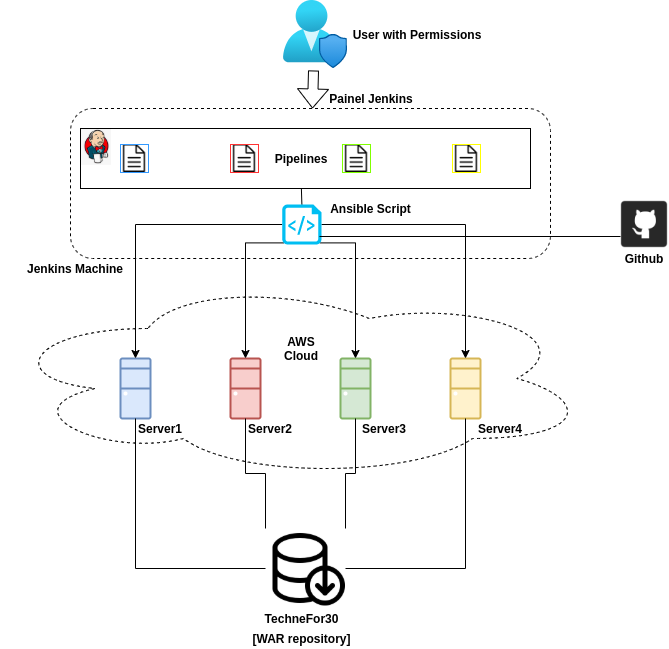 User with Permissions
Painel Jenkins
Pipelines
Ansible Script
Github
Jenkins Machine
AWS
Cloud
Server1
Server2
Server3
Server4
TechneFor30
[WAR repository]